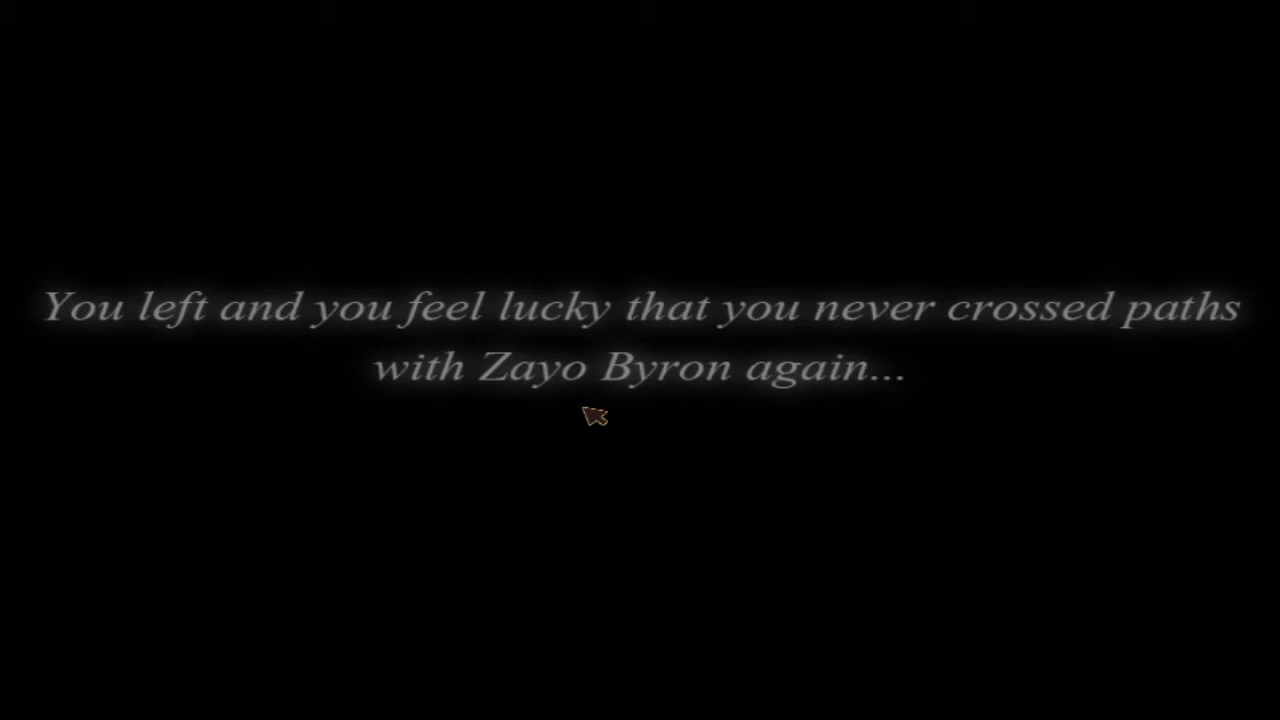 You left and you feel lucky that you never crossed paths
with Zayo Byron again...